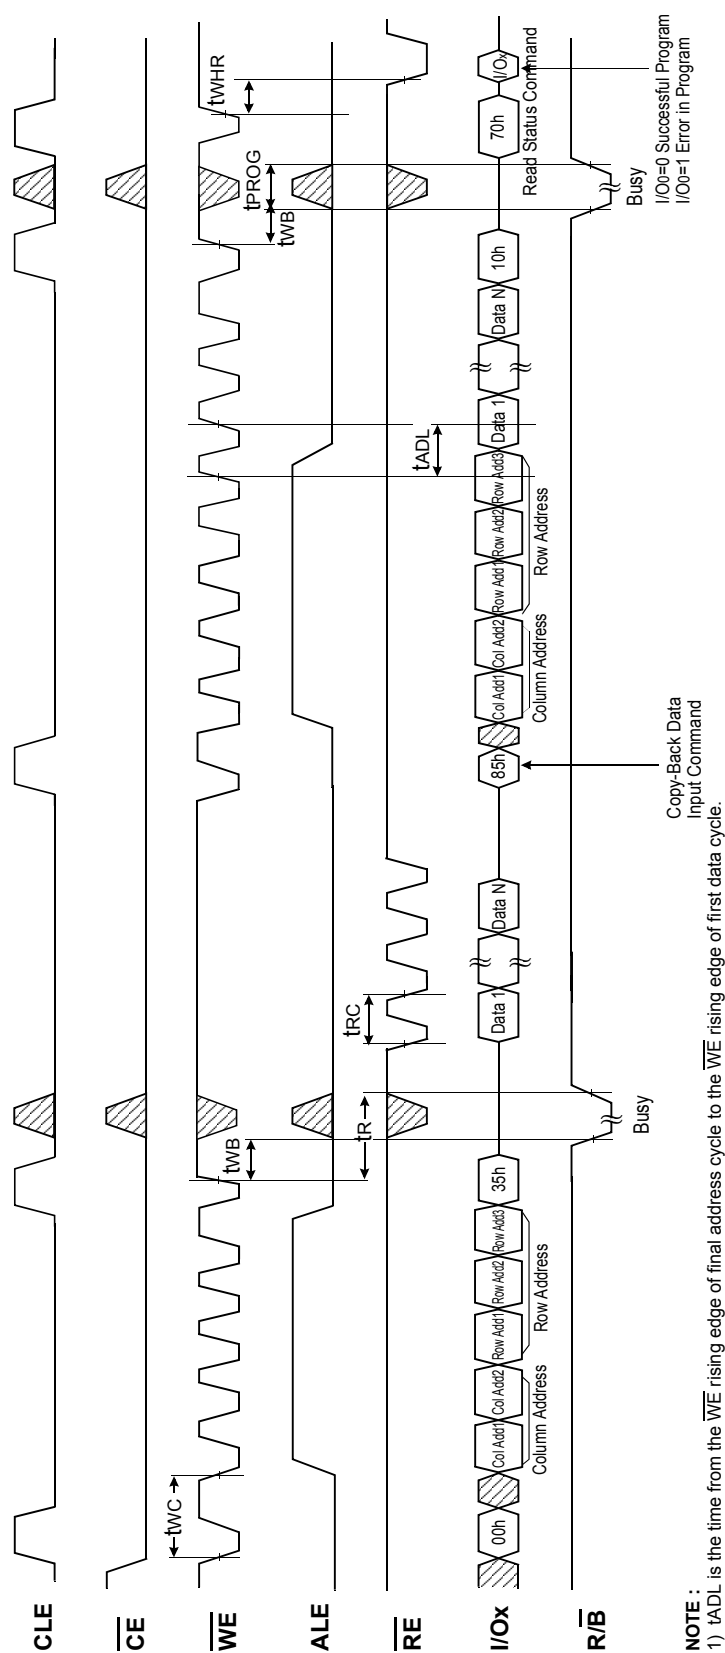 CLE
CE
WE
tWC
tWB
tWB
tPROG
tWHR
ALE
tR
tRC
tADL
RE
I/Ox
00h
Col Add1
Col Add2
Row Add1
Row Add2
Row Add3
35h
Data 1
Data N
85h
Col Add1
Col Add2
Row Add1
Row Add2
Row Add3
Data 1
Data N
10h
70h
I/Ox
Column Address
Row Address
Column Address
Row Address
Read Status Command
R/B
Busy
Busy
Copy-Back Data
Input Command
I/O0=0 Successful Program
I/O0=1 Error in Program
NOTE :
1) tADL is the time from the WE rising edge of final address cycle to the WE rising edge of first data cycle.